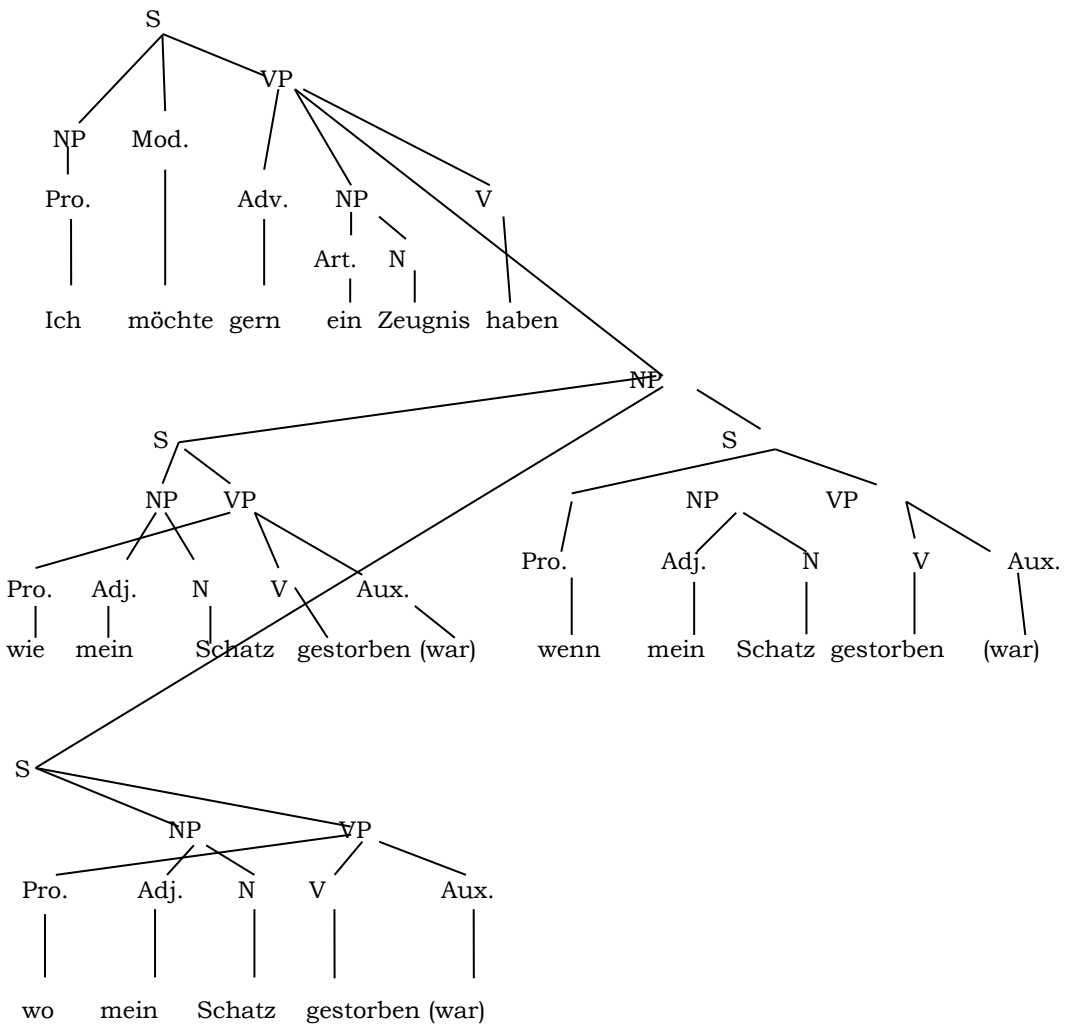 S
VP
NP Mod.
Pro. Adv. NP V
Art. N
Ich möchte gern ein Zeugnis haben
NP
S S
NP VP NP VP
Pro. Adj. N V Aux.
Pro. Adj. N V Aux.
wie mein Schatz gestorben (war) wenn mein Schatz gestorben (war)
S
NP VP
Pro. Adj. N V Aux.
wo mein Schatz gestorben (war)